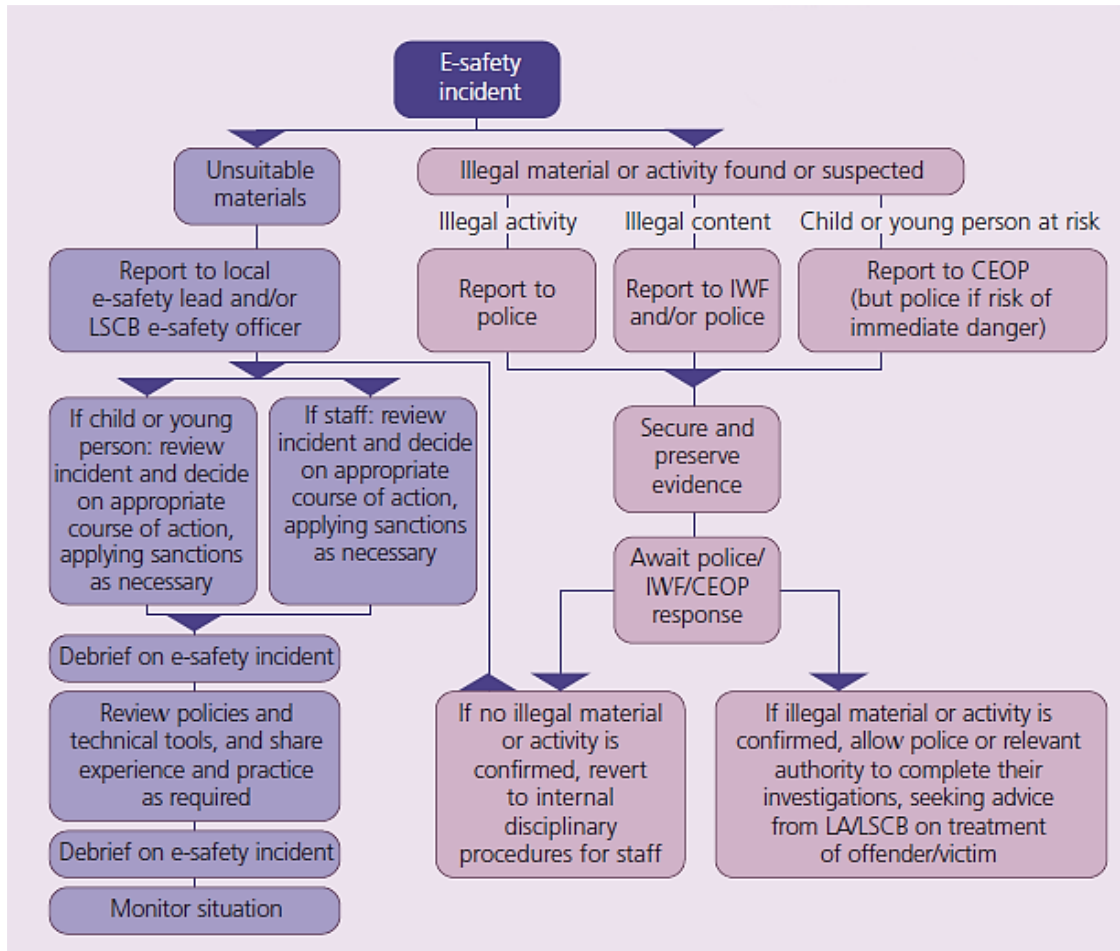 E-safety
incident
Unsuitable
materials
Illegal material or activity found or suspected
Illegal activity
Illegal content
Child or young person at risk
Report to local
e-safety lead and/or
LSCB e-safety officer
Report to
police
Report to IWF
and/or police
Report to CEOP
(but police if risk of
immediate danger)
If child or young
person: review
incident and decide
on appropriate
course of action,
applying sanctions
as necessary
If staff: review
incident and decide
on appropriate
course of action,
applying sanctions
as necessary
Secure and
preserve
evidence
Await police/
IWF/CEOP
response
Debrief on e-safety incident
Review policies and
technical tools, and share
experience and practice
as required
Debrief on e-safety incident
Monitor situation
If no illegal material
or activity is
confirmed, revert
to internal
disciplinary
procedures for staff
If illegal material or activity is
confirmed, allow police or relevant
authority to complete their
investigations, seeking advice
from LA/LSCB on treatment
of offender/victim